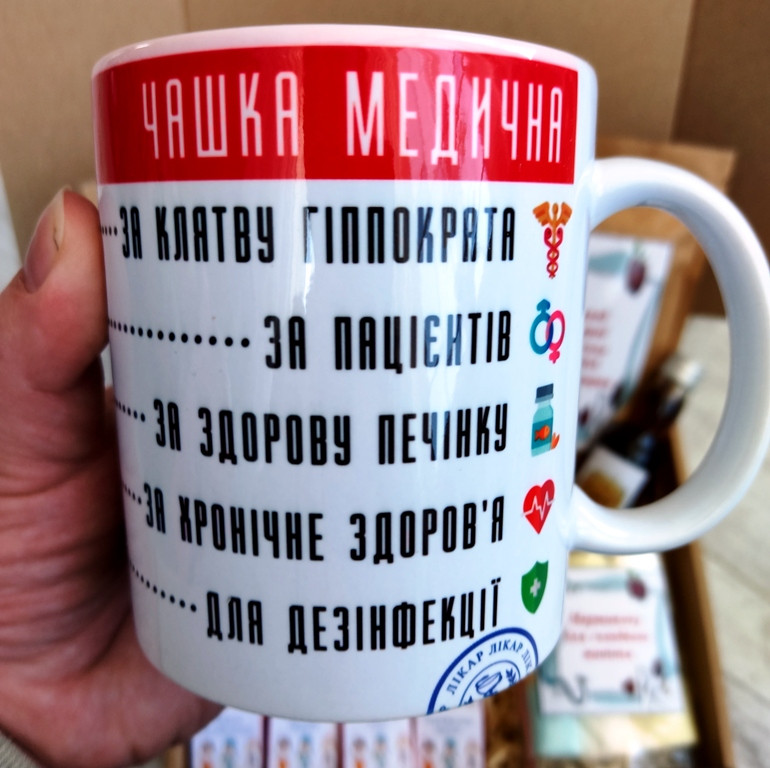 ЧАШКА МЕДИЧНА
ЗА КЛЯТВУ ГІППОКРАТА
ЗА ПАЦІЄНТІВ
ЗА ЗДОРОВУ ПЕЧІНКУ
ЗА ХРОНІЧНЕ ЗДОРОВ'Я
ДЛЯ ДЕЗІНФЕКЦІЇ
ЛІКАР ЛІКАР